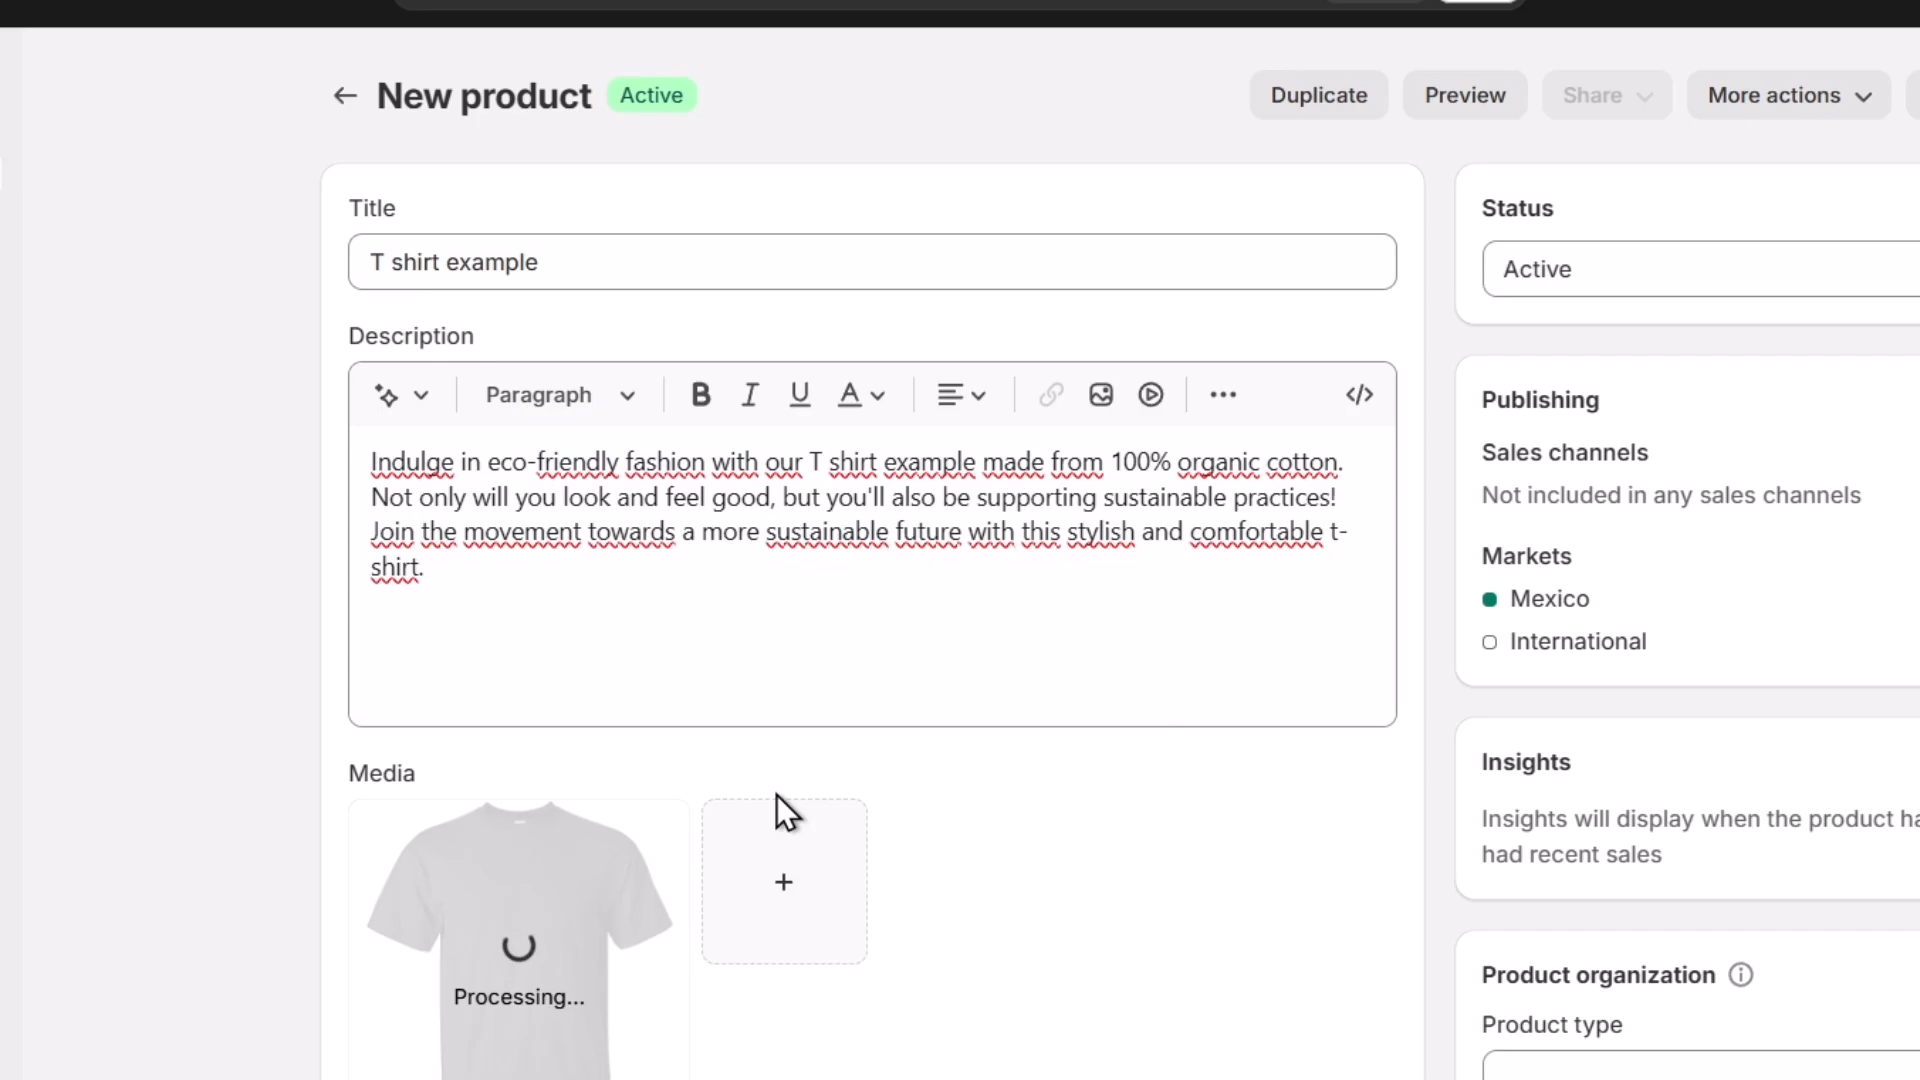 New product Active
Duplicate Preview Share More actions
Title
T shirt example
Description
Paragraph B I U A
Indulge in eco-friendly fashion with our T shirt example made from 100% organic cotton.
Not only will you look and feel good, but you'll also be supporting sustainable practices!
Join the movement towards a more sustainable future with this stylish and comfortable t-
shirt.
Media
Processing...
Status
Active
Publishing
Sales channels
Not included in any sales channels
Markets
Mexico
International
Insights
Insights will display when the product ha
had recent sales
Product organization
Product type